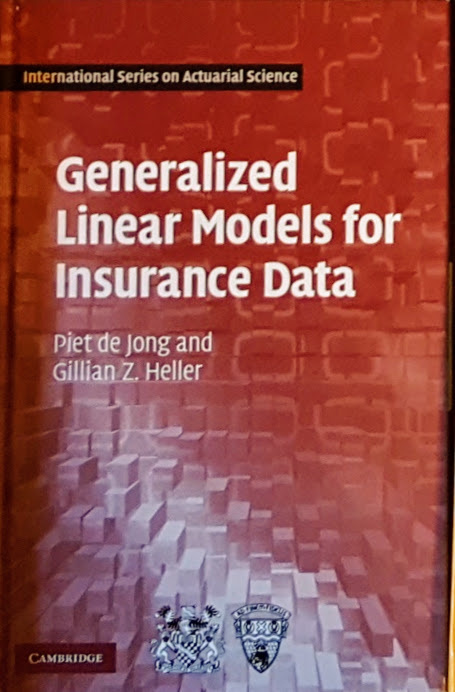 International Series on Actuarial Science
Generalized
Linear Models for
Insurance Data
Piet de Jong and
Gillian Z. Heller
CAMBRIDGE